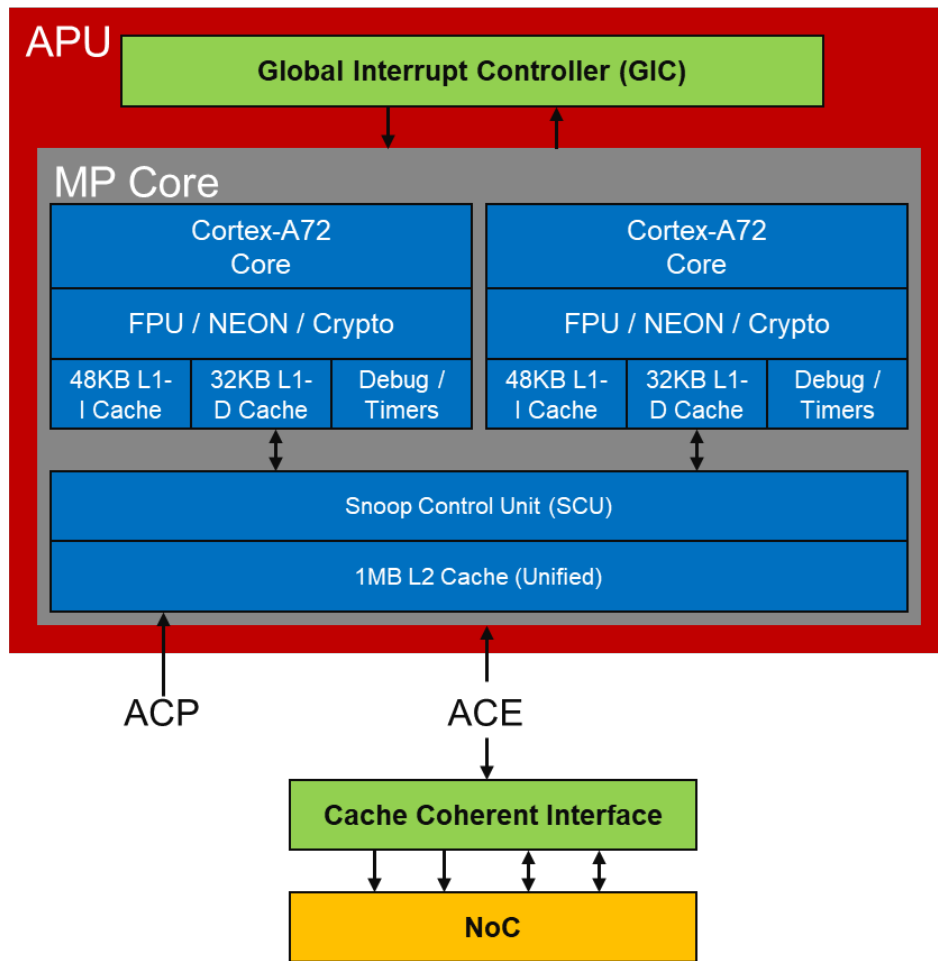 APU
Global Interrupt Controller (GIC)
MP Core
Cortex-A72
Core
Cortex-A72
Core
FPU / NEON / Crypto
FPU / NEON / Crypto
48KB L1-
I Cache
32KB L1-
D Cache
Debug /
Timers
48KB L1-
I Cache
32KB L1-
D Cache
Debug /
Timers
Snoop Control Unit (SCU)
1MB L2 Cache (Unified)
ACP
ACE
Cache Coherent Interface
NoC